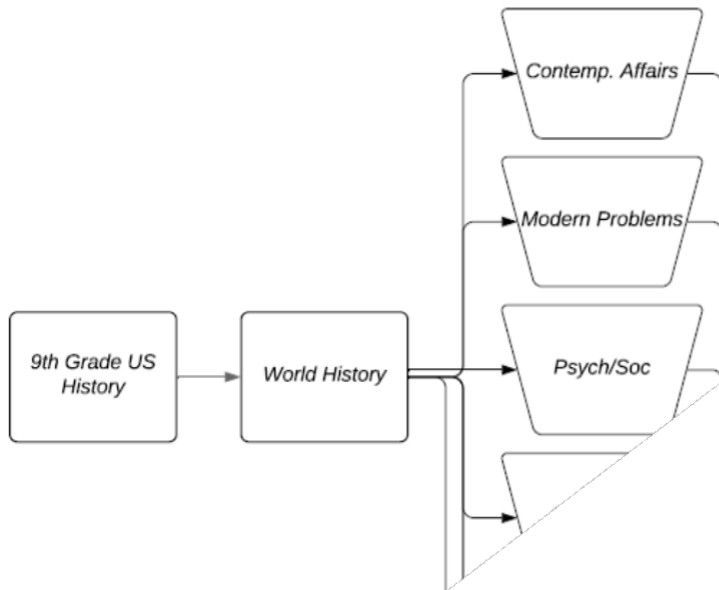 Contemp. Affairs
Modern Problems
9th Grade US
History
World History
Psych/Soc